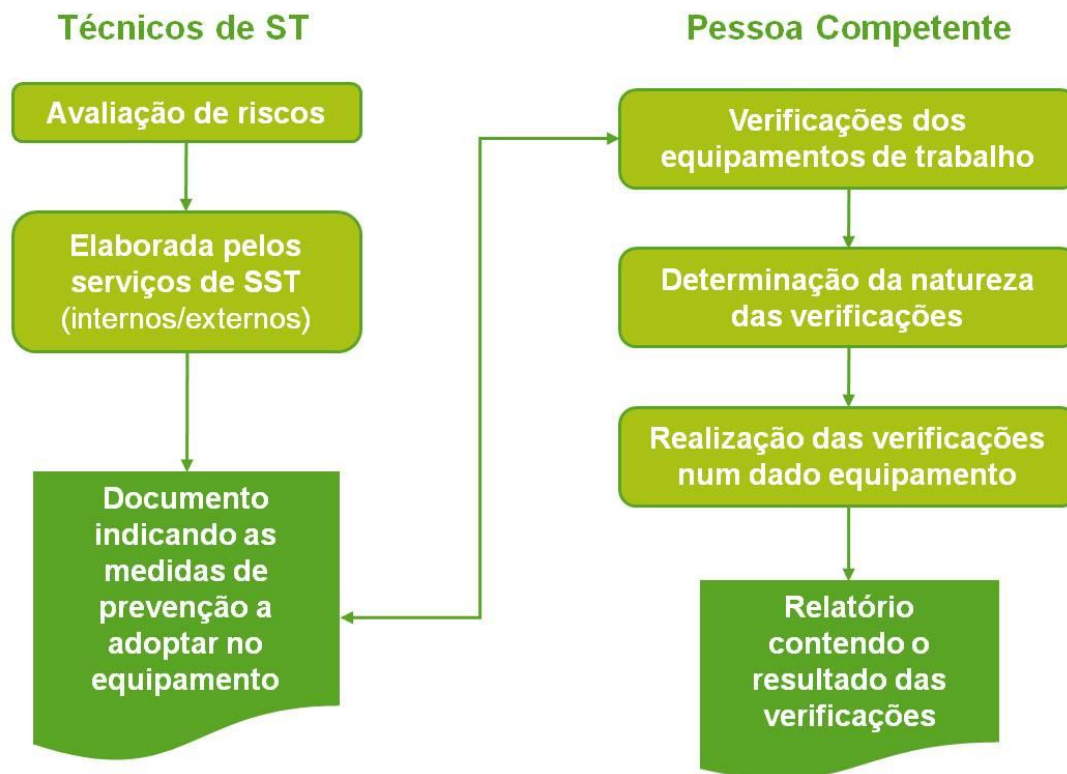 Técnicos de ST
Avaliação de riscos
Elaborada pelos
serviços de SST
(internos/externos)
Documento
indicando as
medidas de
prevenção a
adoptar no
equipamento
Pessoa Competente
Verificações dos
equipamentos de trabalho
Determinação da natureza
das verificações
Realização das verificações
num dado equipamento
Relatório
contendo o
resultado das
verificações